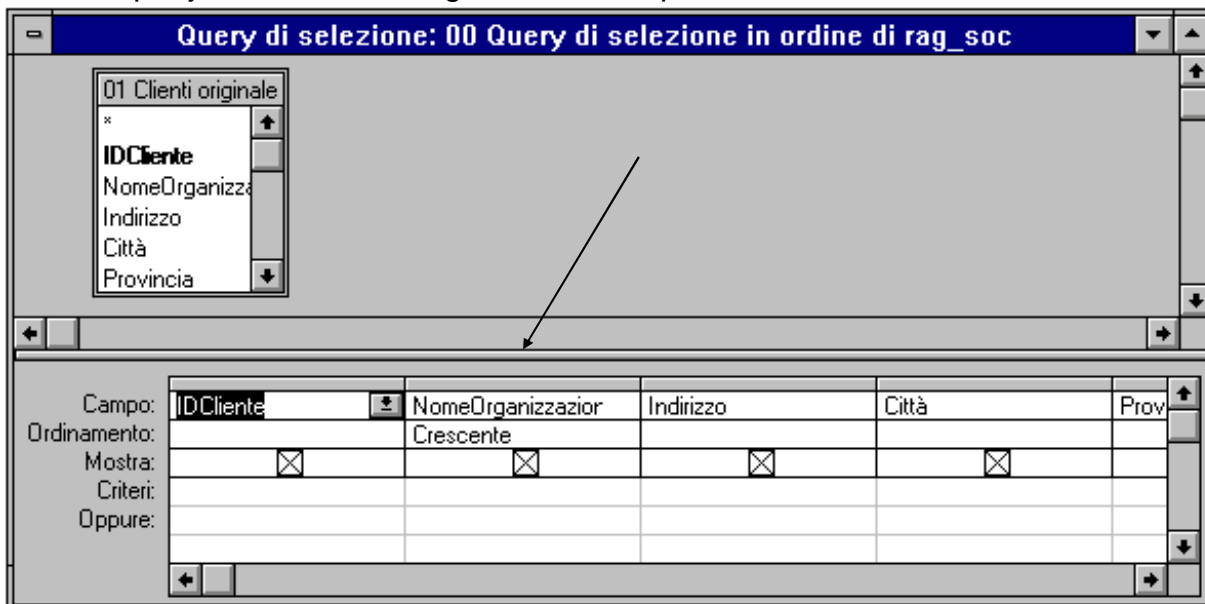 Query di selezione: 00 Query di selezione in ordine di rag_soc
01 Clienti originale
*
IDCliente
NomeOrganizza
Indirizzo
Città
Provincia
Campo: IDCliente NomeOrganizzazior Indirizzo Città Prov
Ordinamento: Crescente
Mostra:
Criteri:
Oppure: